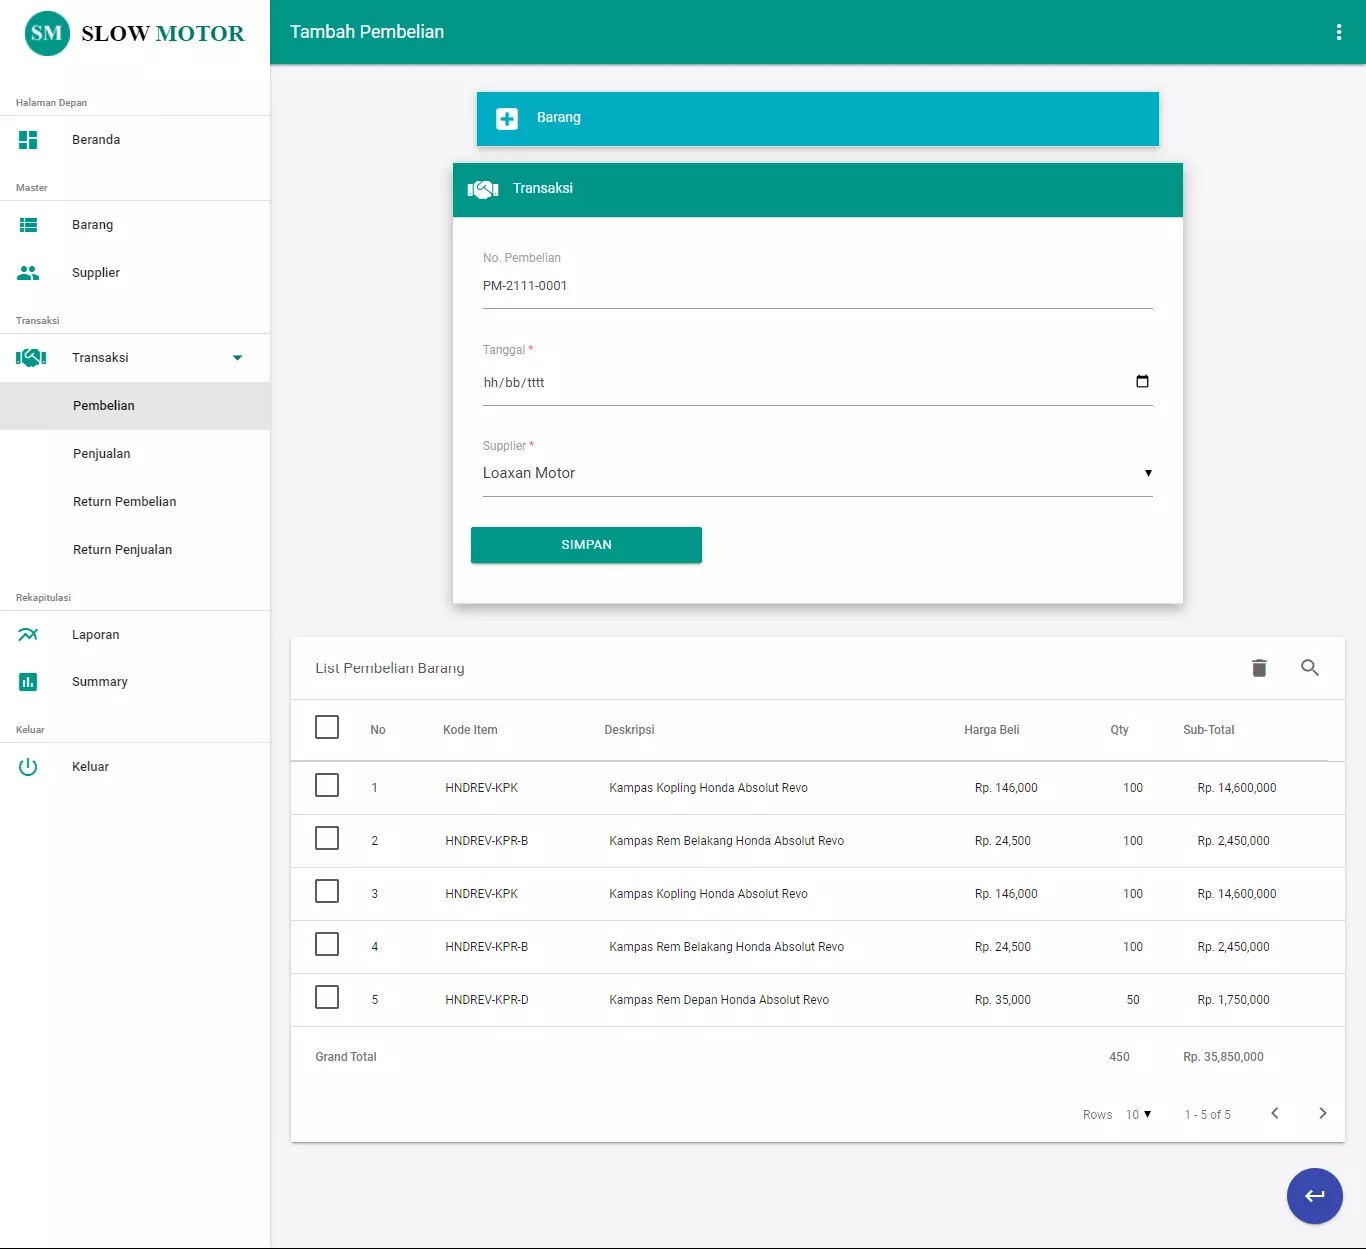 SM SLOW MOTOR
Tambah Pembelian
Halaman Depan
Beranda
Master
Barang
Supplier
Transaksi
Transaksi
Pembelian
Penjualan
Return Pembelian
Return Penjualan
Rekapitulasi
Laporan
Summary
Keluar
Keluar
Barang
Transaksi
No. Pembelian
PM-2111-0001
Tanggal *
hh/bb/tttt
Supplier *
Loaxan Motor
SIMPAN
List Pembelian Barang
No Kode Item Deskripsi Harga Beli Qty Sub-Total
1 HNDREV-KPK Kampas Kopling Honda Absolut Revo Rp. 146,000 100 Rp. 14,600,000
2 HNDREV-KPR-B Kampas Rem Belakang Honda Absolut Revo Rp. 24,500 100 Rp. 2,450,000
3 HNDREV-KPK Kampas Kopling Honda Absolut Revo Rp. 146,000 100 Rp. 14,600,000
4 HNDREV-KPR-B Kampas Rem Belakang Honda Absolut Revo Rp. 24,500 100 Rp. 2,450,000
5 HNDREV-KPR-D Kampas Rem Depan Honda Absolut Revo Rp. 35,000 50 Rp. 1,750,000
Grand Total 450 Rp. 35,850,000
Rows 10 1 - 5 of 5